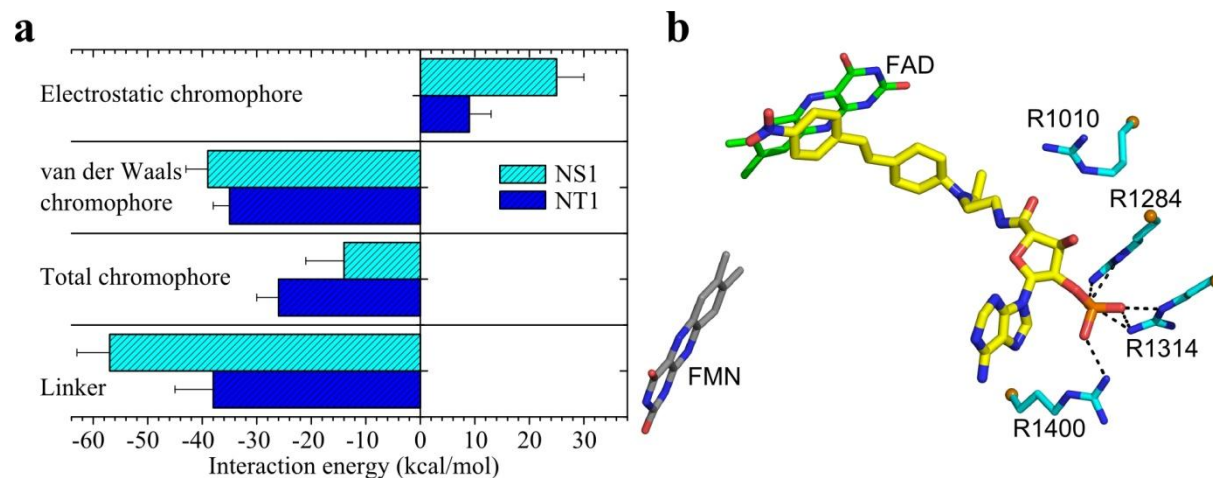 a
Electrostatic chromophore
van der Waals
chromophore
Total chromophore
Linker
NS1
NT1
-60 -50 -40 -30 -20 -10 0 10 20 30
Interaction energy (kcal/mol)
b
FAD
R1010
R1284
R1314
FMN
R1400